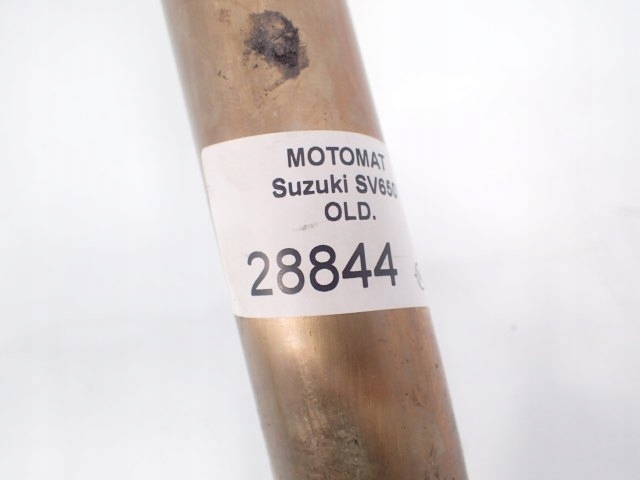 MOTOMAT
Suzuki SV650
OLD.
28844